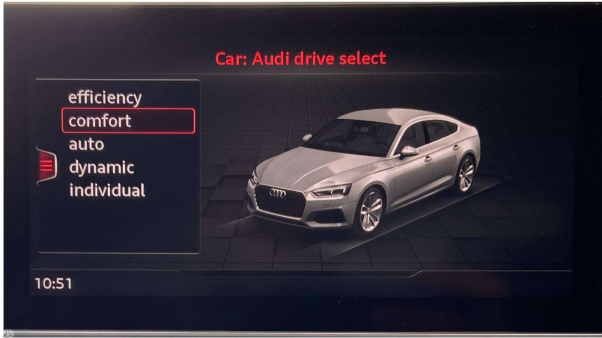 Car: Audi drive select
efficiency
comfort
auto
dynamic
individual
10:51